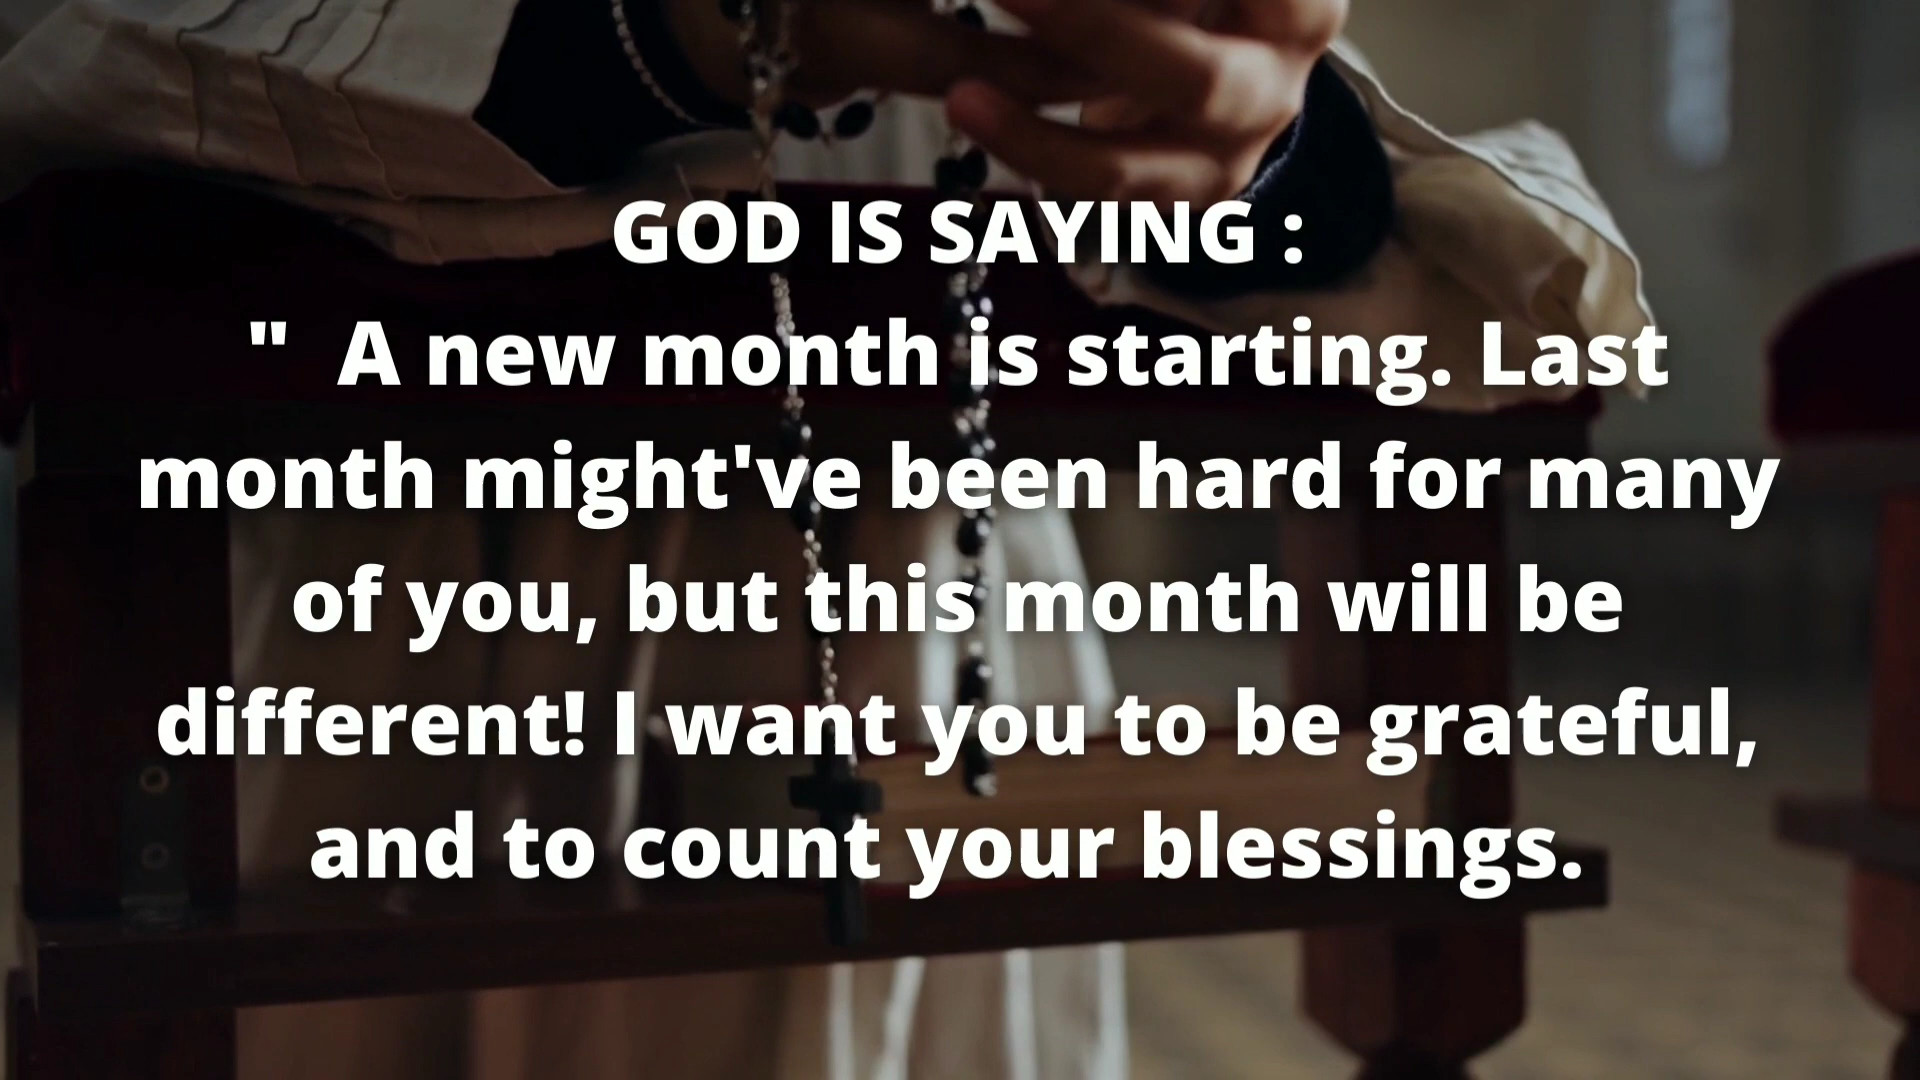 GOD IS SAYING :
"  A new month is starting. Last
month might've been hard for many
of you, but this month will be
different! I want you to be grateful,
and to count your blessings.